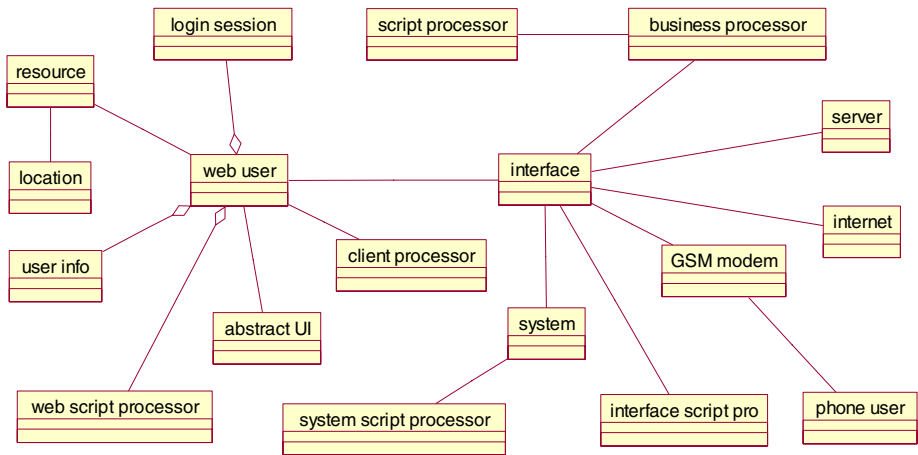 login session
script processor
business processor
resource
server
location
web user
interface
internet
user info
client processor
GSM modem
abstract UI
system
web script processor
system script processor
interface script pro
phone user